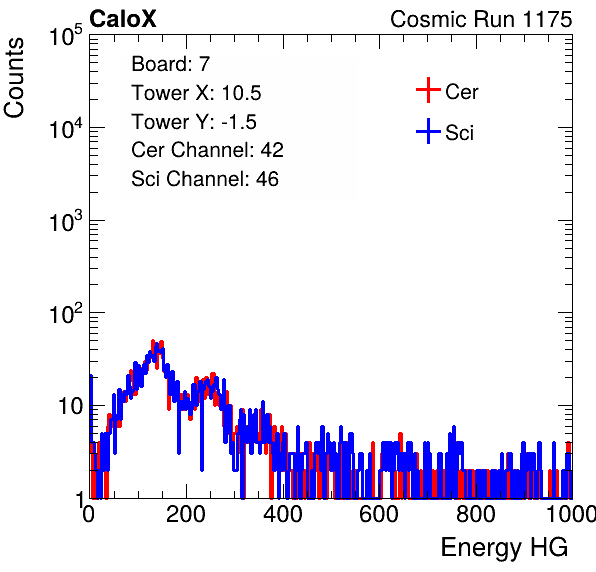 CaloX Cosmic Run 1175
Counts
10^5
10^4
10^3
10^2
10
1
Board: 7
Tower X: 10.5
Tower Y: -1.5
Cer Channel: 42
Sci Channel: 46
Cer
Sci
0 200 400 600 800 1000
Energy HG